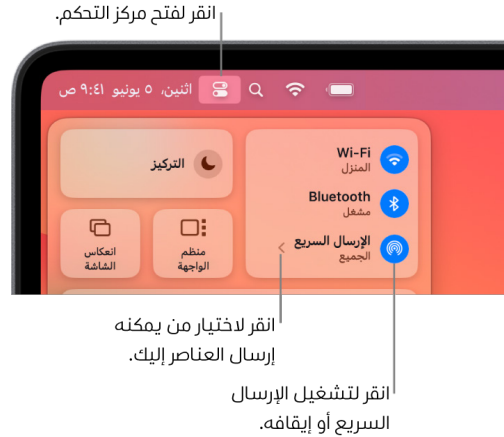 انقر لفتح مركز التحكم.
اثنين، ٥ يونيو ٩:٤١ ص
Wi-Fi
المنزل
التركيز
Bluetooth
مشغل
الإرسال السريع
الجميع
منظم
الواجهة
انعكاس
الشاشة
انقر لاختيار من يمكنه
إرسال العناصر إليك.
انقر لتشغيل الإرسال
السريع أو إيقافه.